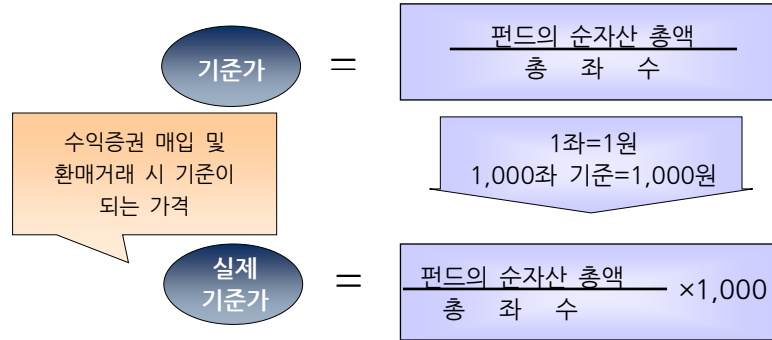 기준가
=
펀드의 순자산 총액
총 좌 수
수익증권 매입 및
환매거래 시 기준이
되는 가격
1좌=1원
1,000좌 기준=1,000원
실제
기준가
=
펀드의 순자산 총액
총 좌 수
×1,000